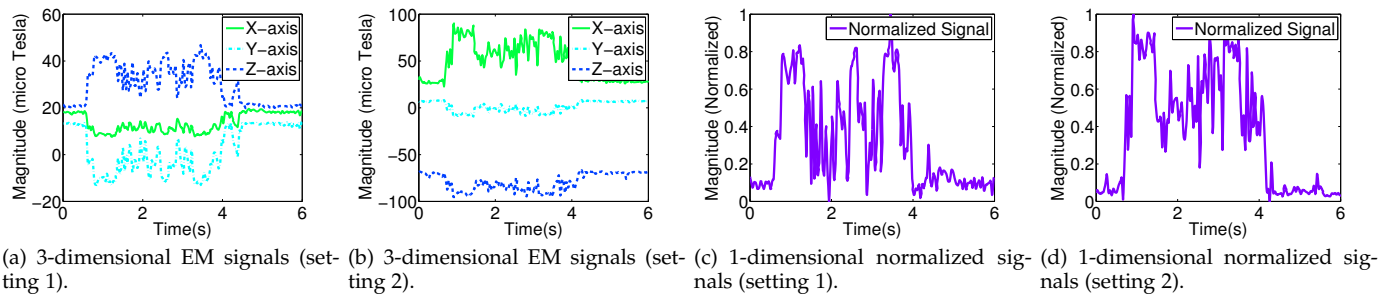 Magnitude (micro Tesla)
60
40
20
0
−20
0
2
4
6
Time(s)
X−axis
Y−axis
Z−axis
Magnitude (micro Tesla)
100
50
0
−50
−100
0
2
4
6
Time(s)
X−axis
Y−axis
Z−axis
Magnitude (Normalized)
1
0.8
0.6
0.4
0.2
0
0
2
4
6
Time(s)
Normalized Signal
Magnitude (Normalized)
1
0.8
0.6
0.4
0.2
0
0
2
4
6
Time(s)
Normalized Signal
(a) 3-dimensional EM signals (set-
ting 1).
(b) 3-dimensional EM signals (set-
ting 2).
(c) 1-dimensional normalized sig-
nals (setting 1).
(d) 1-dimensional normalized sig-
nals (setting 2).